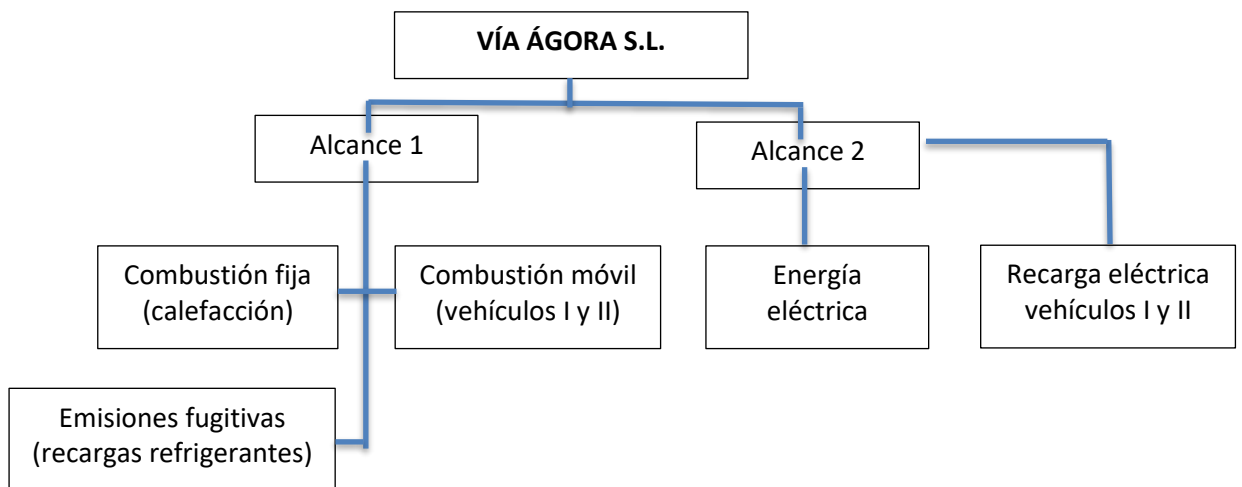 VÍA ÁGORA S.L.
Alcance 1
Alcance 2
Combustión fija
(calefacción)
Combustión móvil
(vehículos I y II)
Energía
eléctrica
Recarga eléctrica
vehículos I y II
Emisiones fugitivas
(recargas refrigerantes)